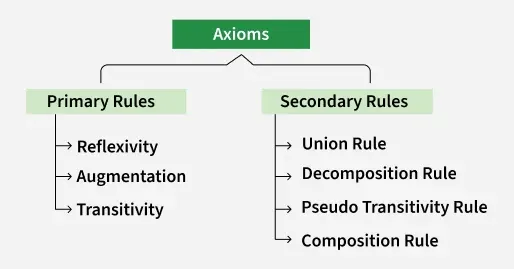 Axioms
Primary Rules
Reflexivity
Augmentation
Transitivity
Secondary Rules
Union Rule
Decomposition Rule
Pseudo Transitivity Rule
Composition Rule